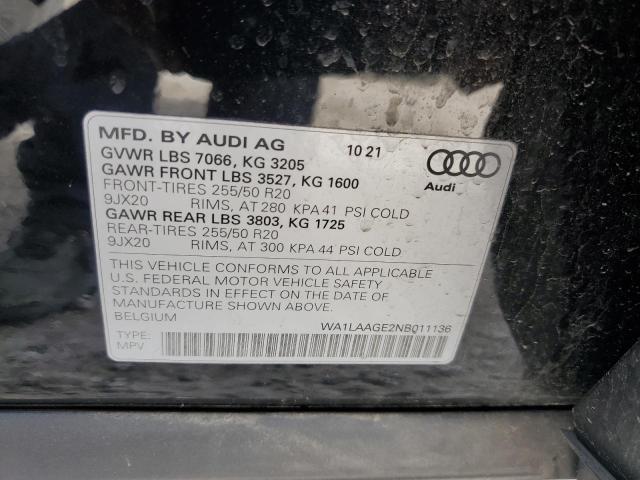 MFD. BY AUDI AG 10 21
GVWR LBS 7066, KG 3205
GAWR FRONT LBS 3527, KG 1600
FRONT-TIRES 255/50 R20
9JX20 RIMS, AT 280 KPA 41 PSI COLD
GAWR REAR LBS 3803, KG 1725
REAR-TIRES 255/50 R20
9JX20 RIMS, AT 300 KPA 44 PSI COLD
Audi
THIS VEHICLE CONFORMS TO ALL APPLICABLE
U.S. FEDERAL MOTOR VEHICLE SAFETY
STANDARDS IN EFFECT ON THE DATE OF
MANUFACTURE SHOWN ABOVE.
BELGIUM
WA1LAAGE2NB011136
TYPE:
MPV